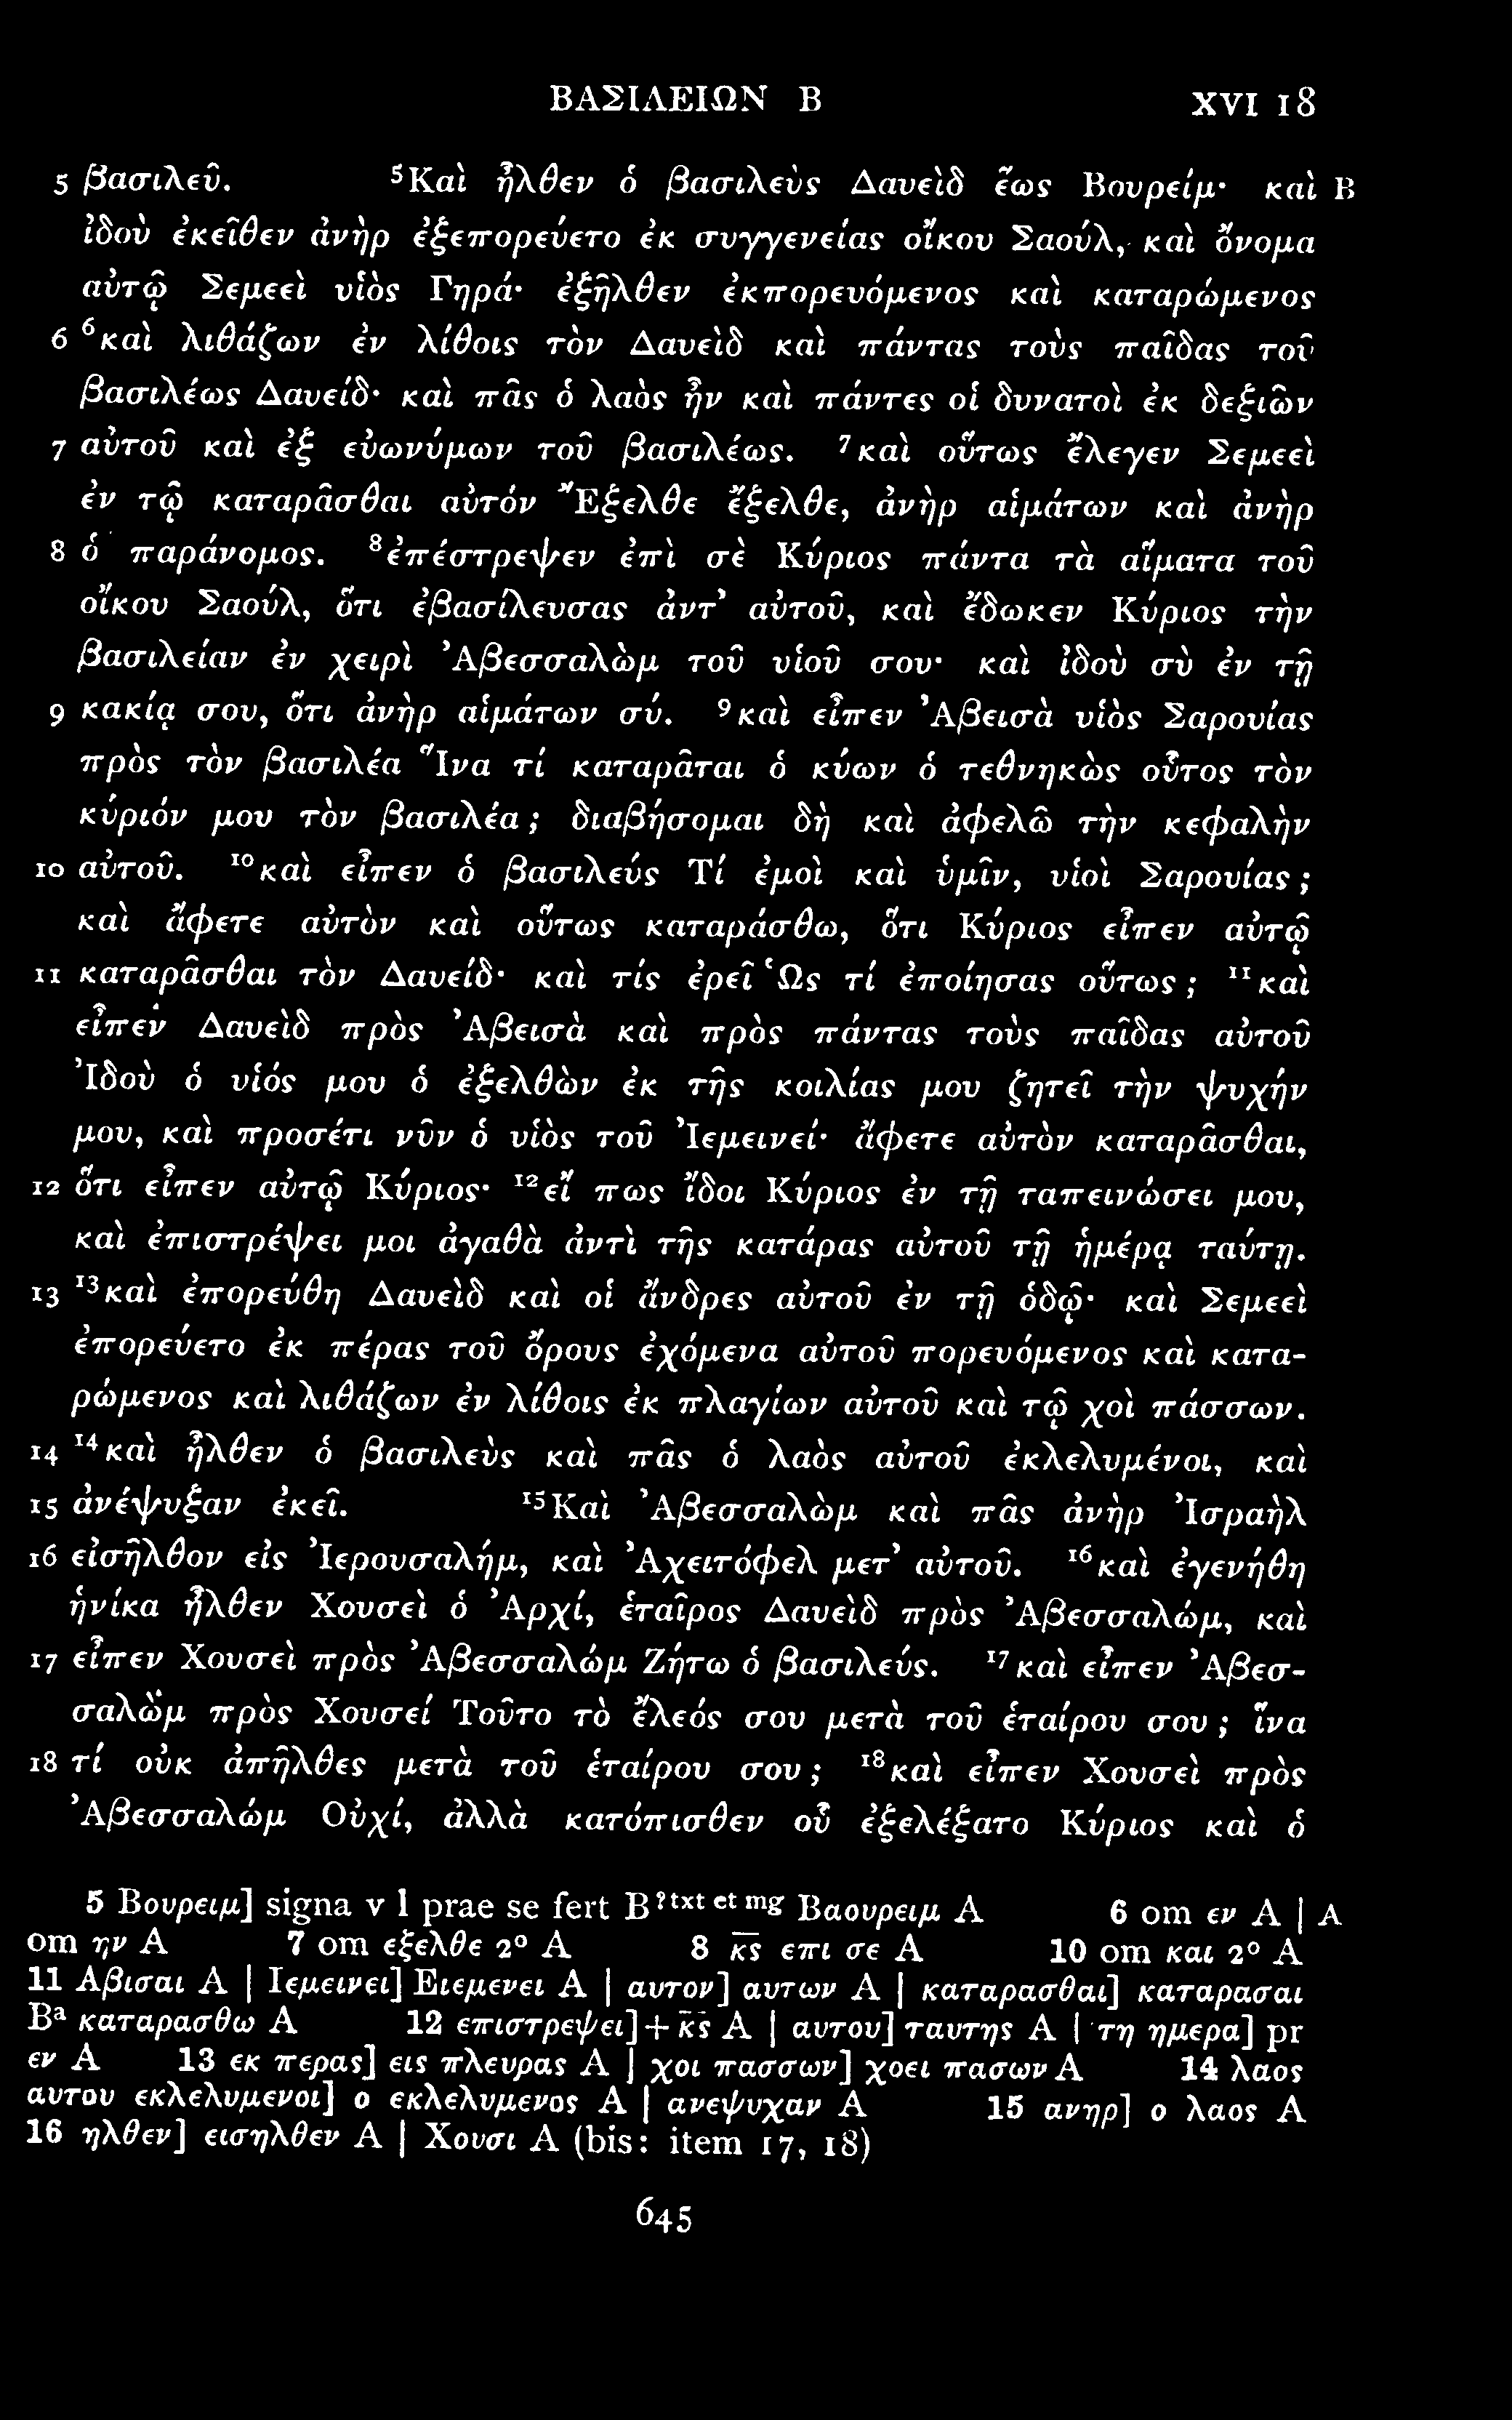 ΒΑΣΙΛΕΙΩΝ Β XVI 18
5 βασιλεῦ. ⁵Καὶ ἦλθεν ὁ βασιλεὺς Δαυεὶδ ἕως Βουρείμ· καὶ B
ἰδοὺ ἐκεῖθεν ἀνὴρ ἐξεπορεύετο ἐκ συγγενείας οἴκου Σαούλ, καὶ ὄνομα
αὐτῷ Σεμεεὶ υἱὸς Γηρά· ἐξῆλθεν ἐκπορευόμενος καὶ καταρώμενος
6 ⁶καὶ λιθάζων ἐν λίθοις τὸν Δαυεὶδ καὶ πάντας τοὺς παῖδας τοῦ
βασιλέως Δαυείδ· καὶ πᾶς ὁ λαὸς ἦν καὶ πάντες οἱ δυνατοὶ ἐκ δεξιῶν
7 αὐτοῦ καὶ ἐξ εὐωνύμων τοῦ βασιλέως. ⁷καὶ οὕτως ἔλεγεν Σεμεεὶ
ἐν τῷ καταρᾶσθαι αὐτόν Ἔξελθε ἔξελθε, ἀνὴρ αἱμάτων καὶ ἀνὴρ
8 ὁ παράνομος. ⁸ἐπέστρεψεν ἐπὶ σὲ Κύριος πάντα τὰ αἵματα τοῦ
οἴκου Σαούλ, ὅτι ἐβασίλευσας ἀντ’ αὐτοῦ, καὶ ἔδωκεν Κύριος τὴν
βασιλείαν ἐν χειρὶ Ἀβεσσαλὼμ τοῦ υἱοῦ σου· καὶ ἰδοὺ σὺ ἐν τῇ
9 κακίᾳ σου, ὅτι ἀνὴρ αἱμάτων σύ. ⁹καὶ εἶπεν Ἀβεισὰ υἱὸς Σαρουίας
πρὸς τὸν βασιλέα Ἵνα τί καταρᾶται ὁ κύων ὁ τεθνηκὼς οὗτος τὸν
κύριόν μου τὸν βασιλέα; διαβήσομαι δὴ καὶ ἀφελῶ τὴν κεφαλὴν
10 αὐτοῦ. ¹⁰καὶ εἶπεν ὁ βασιλεύς Τί ἐμοὶ καὶ ὑμῖν, υἱοὶ Σαρουίας;
καὶ ἄφετε αὐτὸν καὶ οὕτως καταράσθω, ὅτι Κύριος εἶπεν αὐτῷ
11 καταρᾶσθαι τὸν Δαυείδ· καὶ τίς ἐρεῖ Ὡς τί ἐποίησας οὕτως; ¹¹καὶ
εἶπεν Δαυεὶδ πρὸς Ἀβεισὰ καὶ πρὸς πάντας τοὺς παῖδας αὐτοῦ
Ἰδοὺ ὁ υἱός μου ὁ ἐξελθὼν ἐκ τῆς κοιλίας μου ζητεῖ τὴν ψυχήν
μου, καὶ προσέτι νῦν ὁ υἱὸς τοῦ Ἰεμεινεί· ἄφετε αὐτὸν καταρᾶσθαι,
12 ὅτι εἶπεν αὐτῷ Κύριος· ¹²εἴ πως ἴδοι Κύριος ἐν τῇ ταπεινώσει μου,
καὶ ἐπιστρέψει μοι ἀγαθὰ ἀντὶ τῆς κατάρας αὐτοῦ τῇ ἡμέρᾳ ταύτῃ.
13 ¹³καὶ ἐπορεύθη Δαυεὶδ καὶ οἱ ἄνδρες αὐτοῦ ἐν τῇ ὁδῷ· καὶ Σεμεεὶ
ἐπορεύετο ἐκ πέρας τοῦ ὄρους ἐχόμενα αὐτοῦ πορευόμενος καὶ κατα-
ρώμενος καὶ λιθάζων ἐν λίθοις ἐκ πλαγίων αὐτοῦ καὶ τῷ χοὶ πάσσων.
14 ¹⁴καὶ ἦλθεν ὁ βασιλεὺς καὶ πᾶς ὁ λαὸς αὐτοῦ ἐκλελυμένοι, καὶ
15 ἀνέψυξαν ἐκεῖ. ¹⁵Καὶ Ἀβεσσαλὼμ καὶ πᾶς ἀνὴρ Ἰσραὴλ
16 εἰσῆλθον εἰς Ἰερουσαλήμ, καὶ Ἀχειτόφελ μετ’ αὐτοῦ. ¹⁶καὶ ἐγενήθη
ἡνίκα ἦλθεν Χουσεὶ ὁ Ἀρχί, ἑταῖρος Δαυεὶδ πρὸς Ἀβεσσαλώμ, καὶ
17 εἶπεν Χουσεὶ πρὸς Ἀβεσσαλώμ Ζήτω ὁ βασιλεύς. ¹⁷καὶ εἶπεν Ἀβεσ-
σαλὼμ πρὸς Χουσεί Τοῦτο τὸ ἔλεός σου μετὰ τοῦ ἑταίρου σου; ἵνα
18 τί οὐκ ἀπῆλθες μετὰ τοῦ ἑταίρου σου; ¹⁸καὶ εἶπεν Χουσεὶ πρὸς
Ἀβεσσαλώμ Οὐχί, ἀλλὰ κατόπισθεν οὗ ἐξελέξατο Κύριος καὶ ὁ
5 Βουρειμ] signa v l prae se fert B? txt et mg Βαουρειμ A 6 om εν A | A
om ην A 7 om εξελθε 2° A 8 κ̅ς̅ επι σε A 10 om και 2° A
11 Αβισαι A | Ιεμεινει] Ειεμενει A | αυτον] αυτων A | καταρασθαι] καταρασαι
Bᵃ καταρασθω A 12 επιστρεψει]+κ̅ς̅ A | αυτου] ταυτης A | τη ημερα] pr
εν A 13 εκ περας] εις πλευρας A | χοι πασσων] χοει πασων A 14 λαος
αυτου εκλελυμενοι] ο εκλελυμενος A | ανεψυχαν A 15 ανηρ] ο λαος A
16 ηλθεν] εισηλθεν A | Χουσι A (bis: item 17, 18)
645